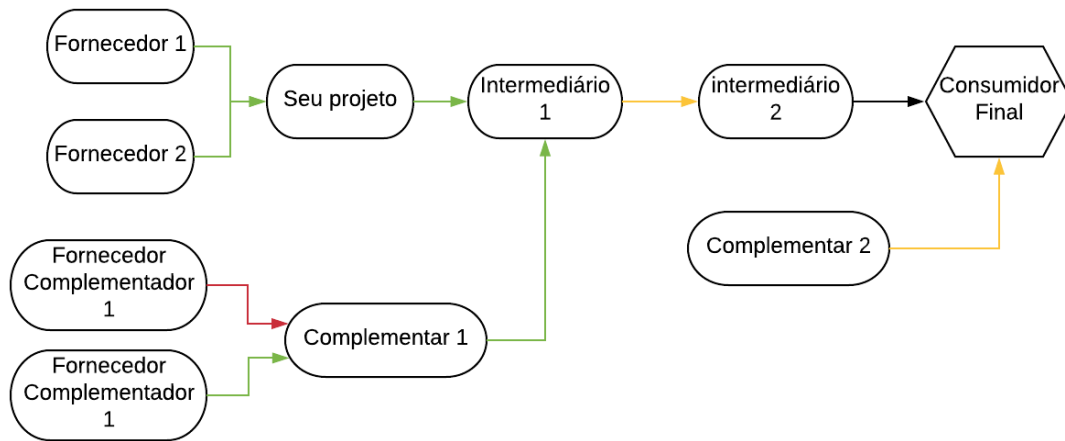 Fornecedor 1
Fornecedor 2
Seu projeto
Intermediário
1
intermediário
2
Consumidor
Final
Complementar 2
Fornecedor
Complementador
1
Complementar 1
Fornecedor
Complementador
1